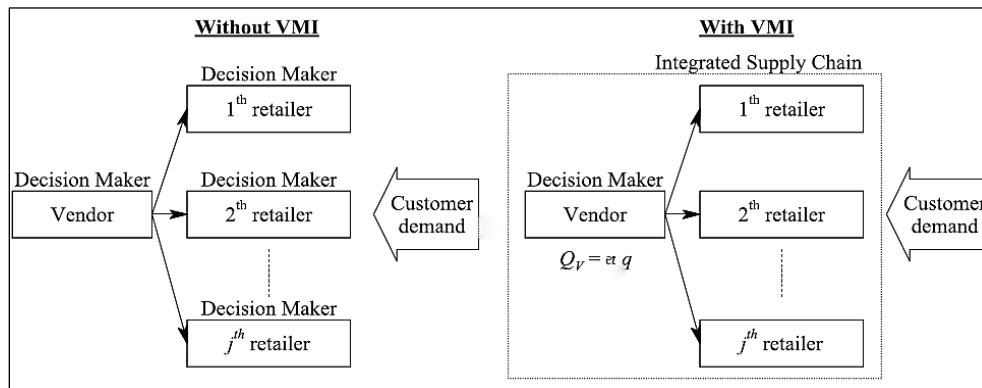 Without VMI
Decision Maker
1th retailer
Decision Maker
Vendor
Decision Maker
2th retailer
Customer
demand
Decision Maker
jth retailer
With VMI
Integrated Supply Chain
1th retailer
Decision Maker
Vendor
QV = q
2th retailer
Customer
demand
jth retailer